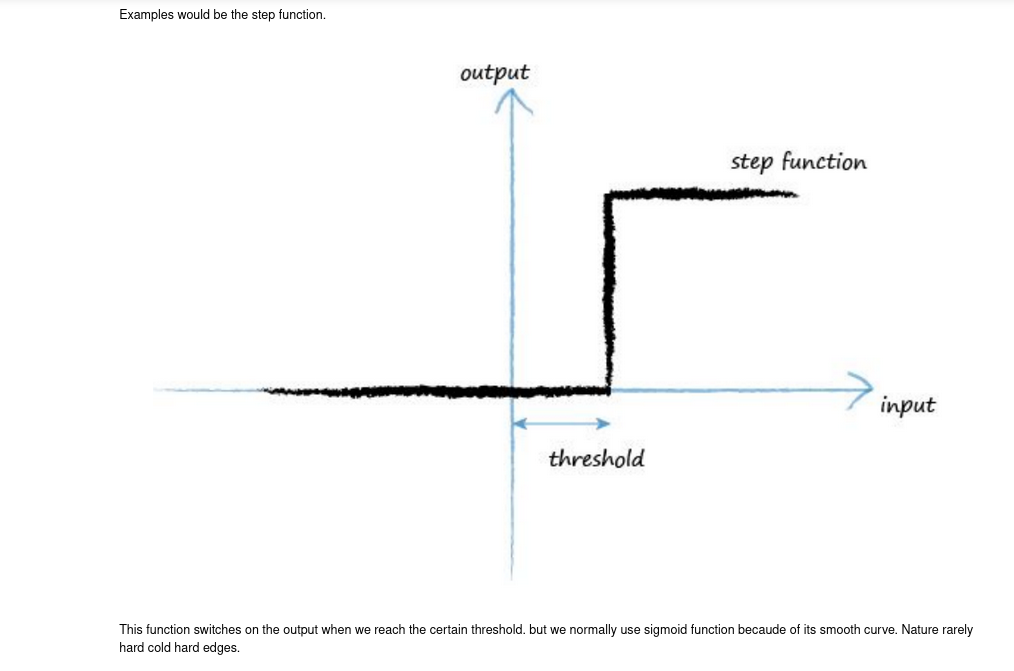 Examples would be the step function.
output
step function
input
threshold
This function switches on the output when we reach the certain threshold. but we normally use sigmoid function becaude of its smooth curve. Nature rarely
hard cold hard edges.